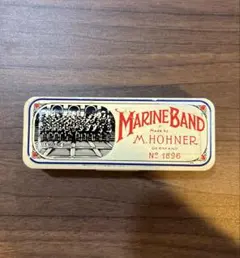 MARINE BAND
Made by
M. HOHNER
GERMANY
Nº 1896